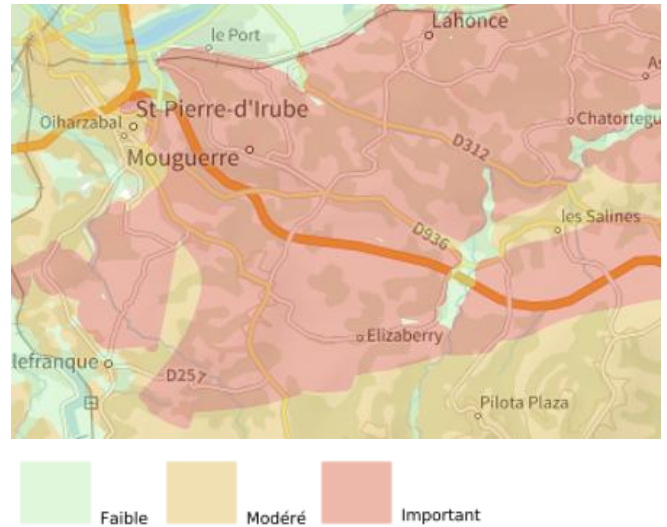 Lahonce
le Port
As
St-Pierre-d'Irube
Oiharzabal
Chatortegu
Mouguerre
D312
les Salines
D936
Elizaberry
lefranque
D257
Pilota Plaza
Faible
Modéré
Important